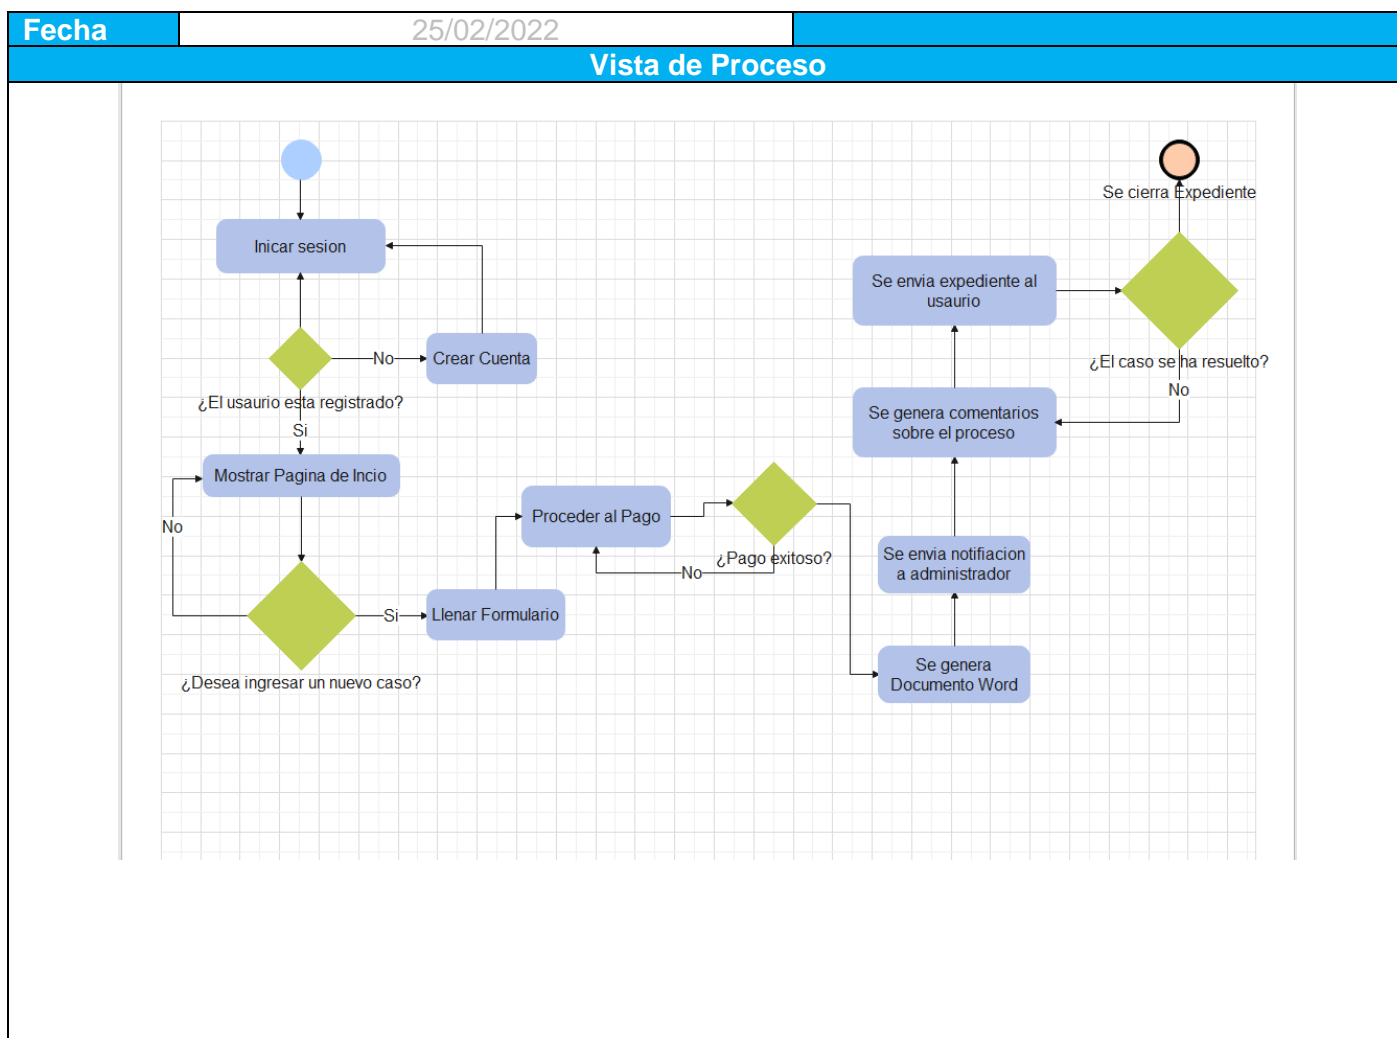 Fecha
25/02/2022
Vista de Proceso
Se cierra Expediente
Inicar sesion
Se envia expediente al
usaurio
No
Crear Cuenta
¿El caso se ha resuelto?
No
¿El usaurio esta registrado?
Si
Se genera comentarios
sobre el proceso
Mostrar Pagina de Incio
No
Proceder al Pago
¿Pago exitoso?
No
Se envia notifiacion
a administrador
Si
Llenar Formulario
¿Desea ingresar un nuevo caso?
Se genera
Documento Word